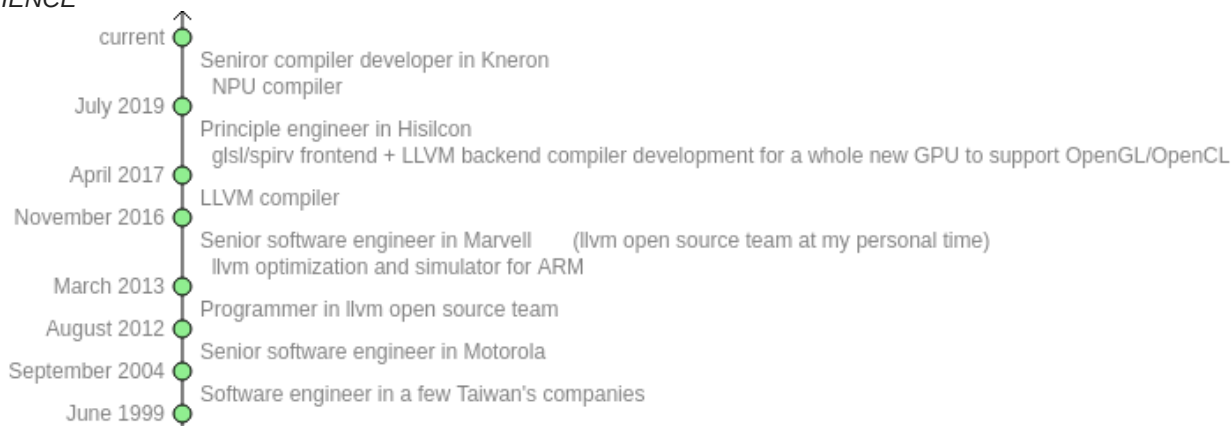 IENCE
current
Seniror compiler developer in Kneron
NPU compiler
July 2019
Principle engineer in Hisilcon
glsl/spirv frontend + LLVM backend compiler development for a whole new GPU to support OpenGL/OpenCL
April 2017
LLVM compiler
November 2016
Senior software engineer in Marvell (llvm open source team at my personal time)
llvm optimization and simulator for ARM
March 2013
Programmer in llvm open source team
August 2012
Senior software engineer in Motorola
September 2004
Software engineer in a few Taiwan's companies
June 1999